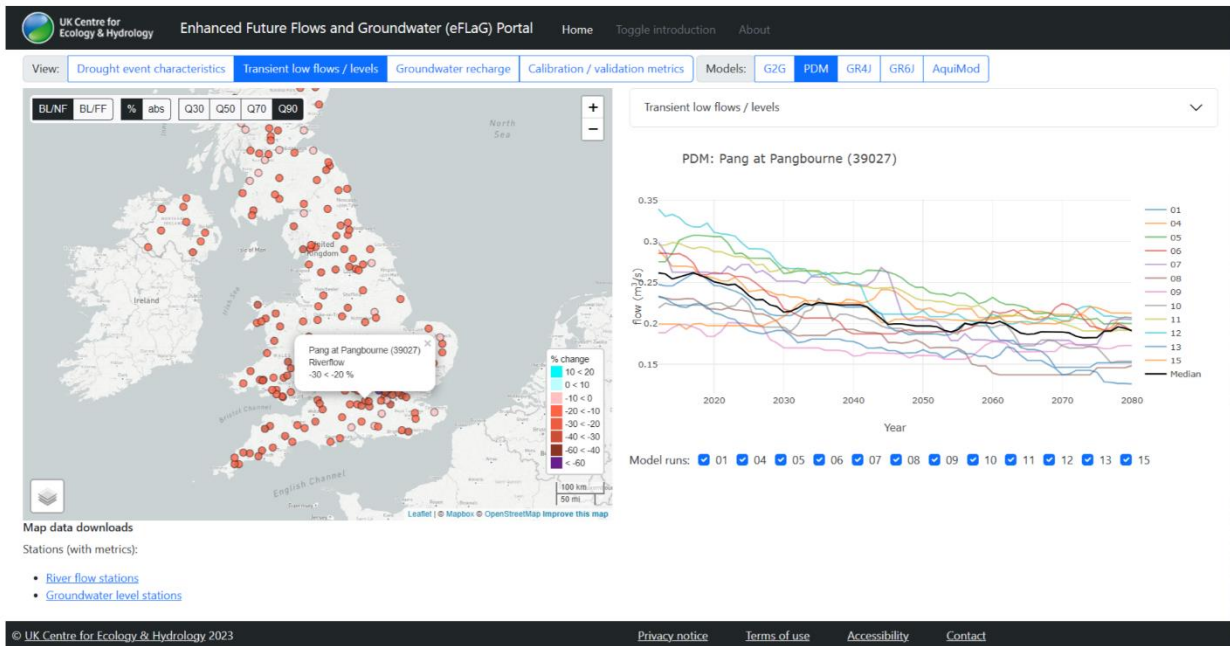 UK Centre for
Ecology & Hydrology
Enhanced Future Flows and Groundwater (eFLaG) Portal
Home
Toggle introduction
About
View:
Drought event characteristics
Transient low flows / levels
Groundwater recharge
Calibration / validation metrics
Models:
G2G
PDM
GR4J
GR6J
AquiMod
BL/NF
BL/FF
%
abs
Q30
Q50
Q70
Q90
+
−
North
Sea
United
Kingdom
Ireland
Bristol Channel
English Channel
Pang at Pangbourne (39027)
×
Riverflow
-30 < -20 %
% change
10 < 20
0 < 10
-10 < 0
-20 < -10
-30 < -20
-40 < -30
-60 < -40
< -60
100 km
50 mi
Leaflet | © Mapbox © OpenStreetMap Improve this map
Transient low flows / levels
PDM: Pang at Pangbourne (39027)
flow (m³/s)
0.35
0.3
0.25
0.2
0.15
2020
2030
2040
2050
2060
2070
2080
Year
01
04
05
06
07
08
09
10
11
12
13
15
Median
Model runs: 01 04 05 06 07 08 09 10 11 12 13 15
Map data downloads
Stations (with metrics):
• River flow stations
• Groundwater level stations
© UK Centre for Ecology & Hydrology 2023
Privacy notice
Terms of use
Accessibility
Contact